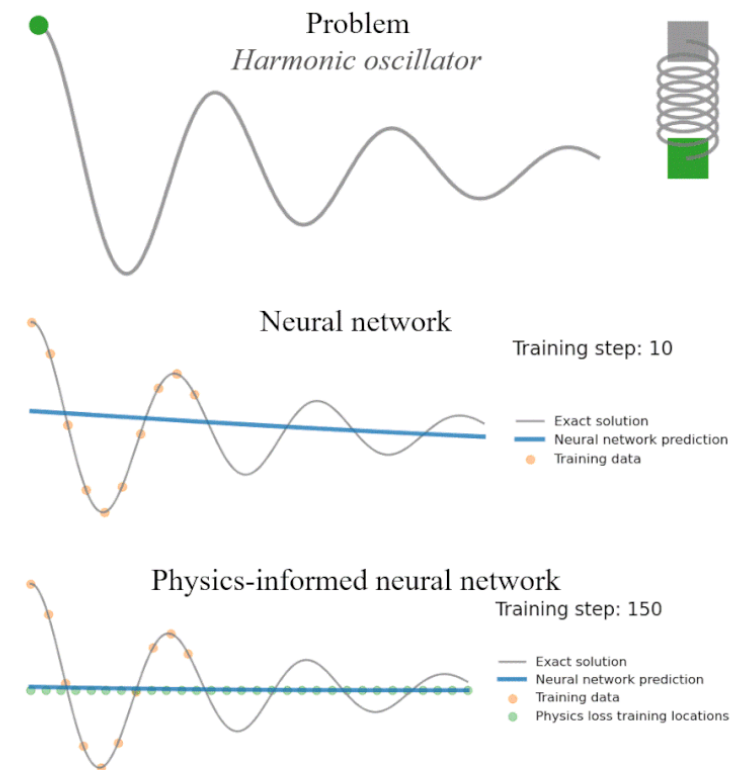 Problem
Harmonic oscillator
Neural network
Training step: 10
Exact solution
Neural network prediction
Training data
Physics-informed neural network
Training step: 150
Exact solution
Neural network prediction
Training data
Physics loss training locations